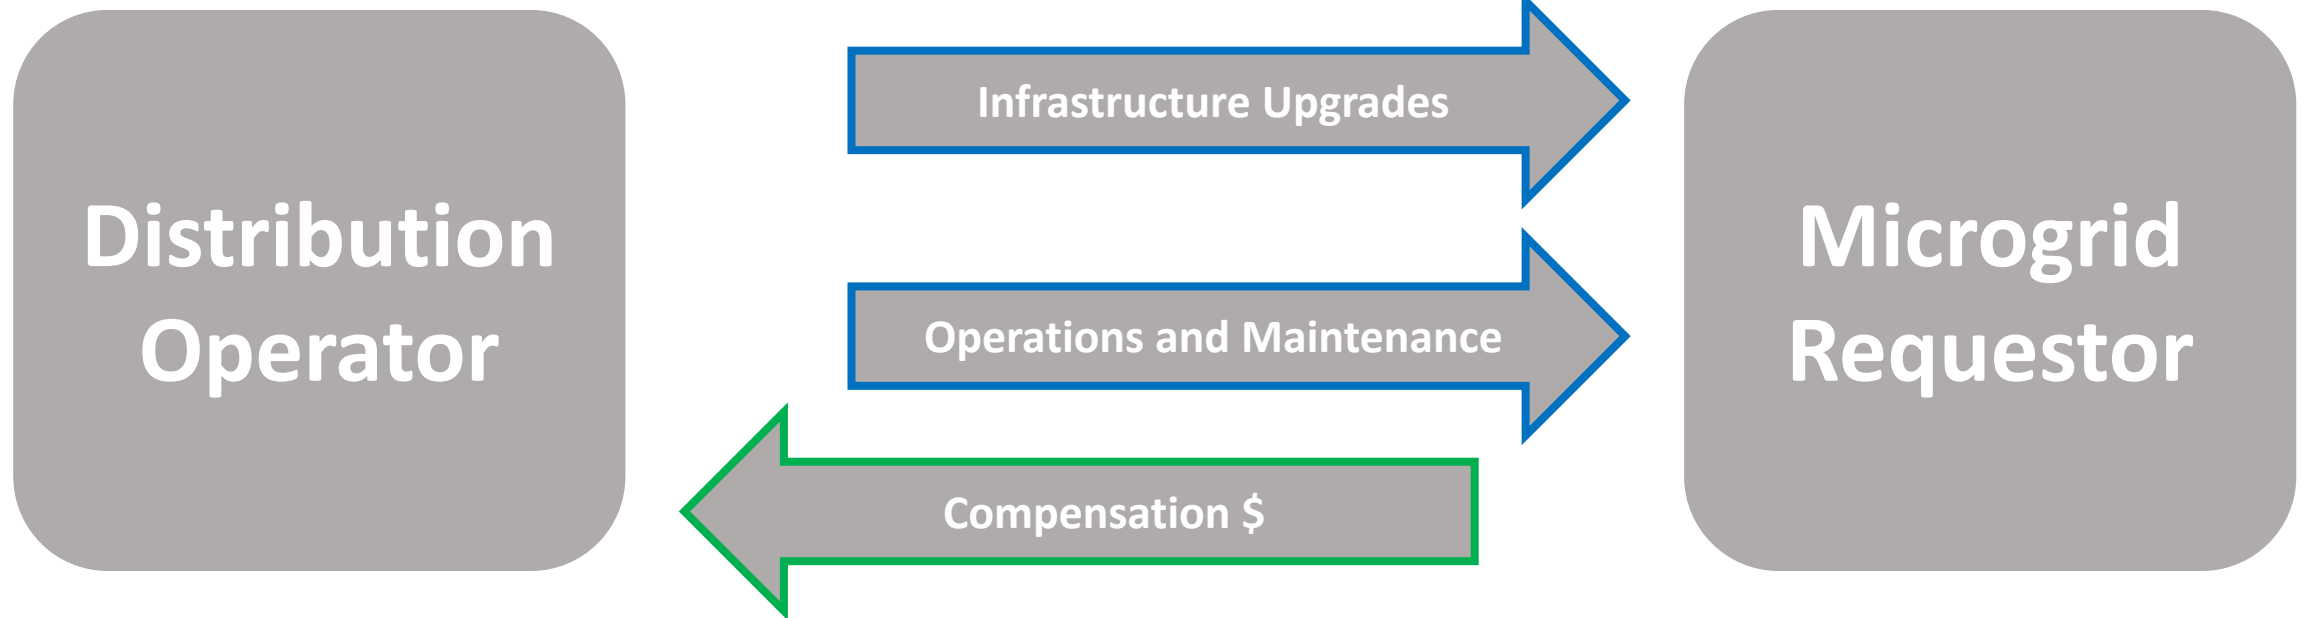 Distribution
Operator
Infrastructure Upgrades
Operations and Maintenance
Compensation $
Microgrid
Requestor